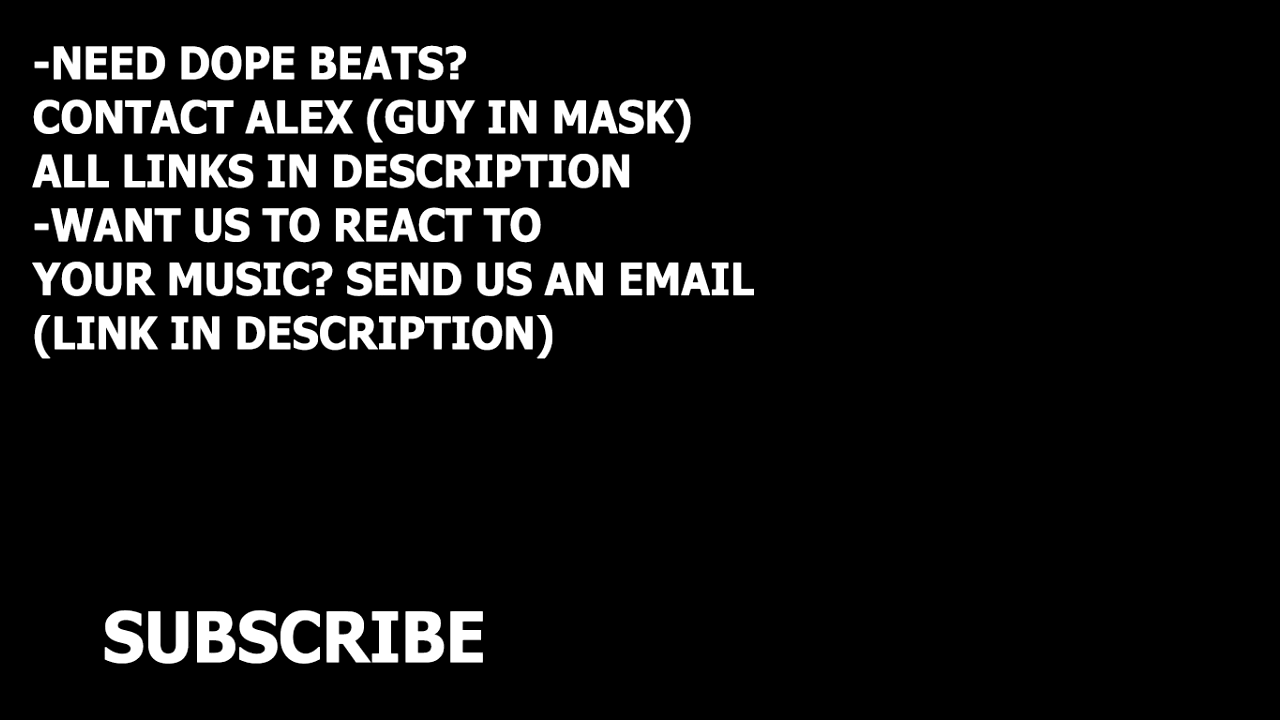 -NEED DOPE BEATS?
CONTACT ALEX (GUY IN MASK)
ALL LINKS IN DESCRIPTION
-WANT US TO REACT TO
YOUR MUSIC? SEND US AN EMAIL
(LINK IN DESCRIPTION)
SUBSCRIBE